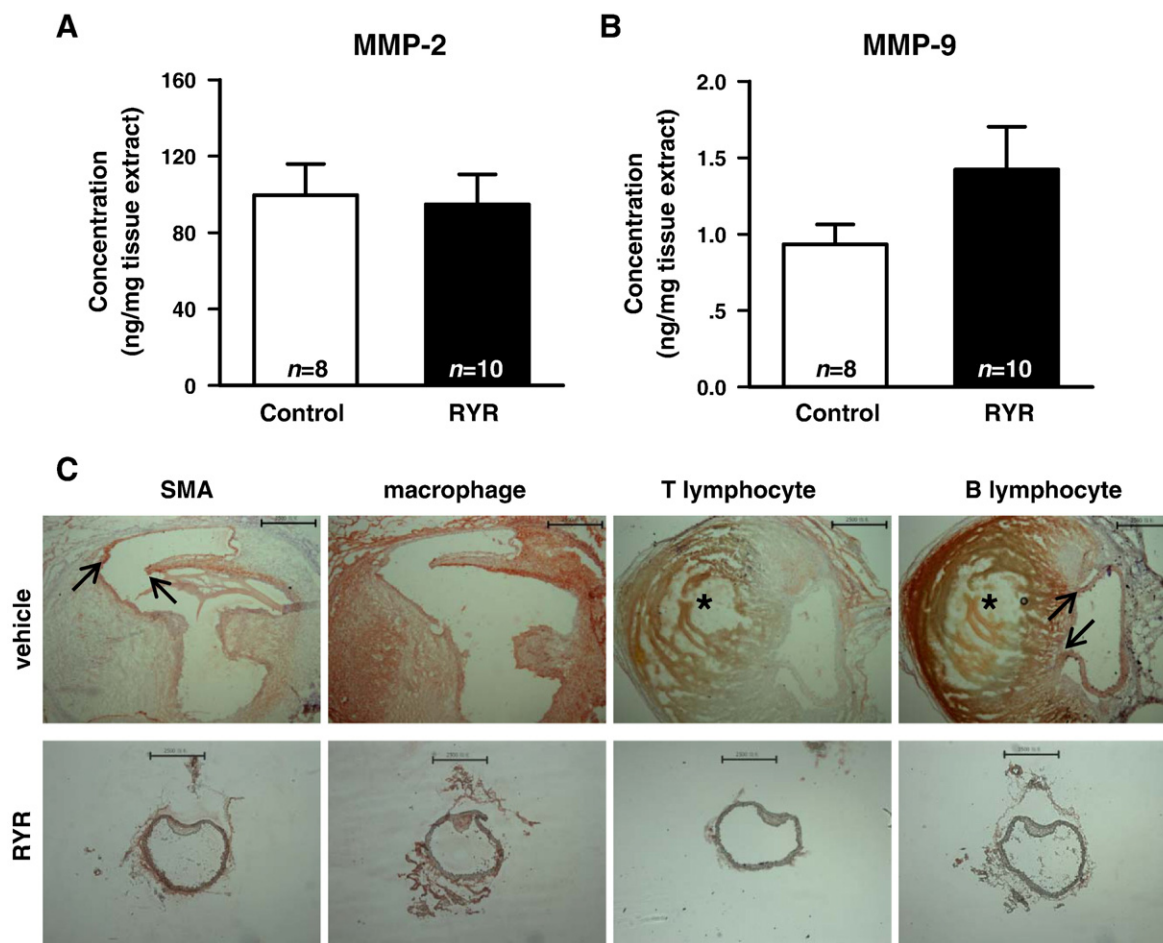 A
MMP-2
Concentration
(ng/mg tissue extract)
160
120
80
40
0
n=8
n=10
Control
RYR
B
MMP-9
Concentration
(ng/mg tissue extract)
2.0
1.5
1.0
.5
0.0
n=8
n=10
Control
RYR
C
SMA
macrophage
T lymphocyte
B lymphocyte
vehicle
*
*
RYR